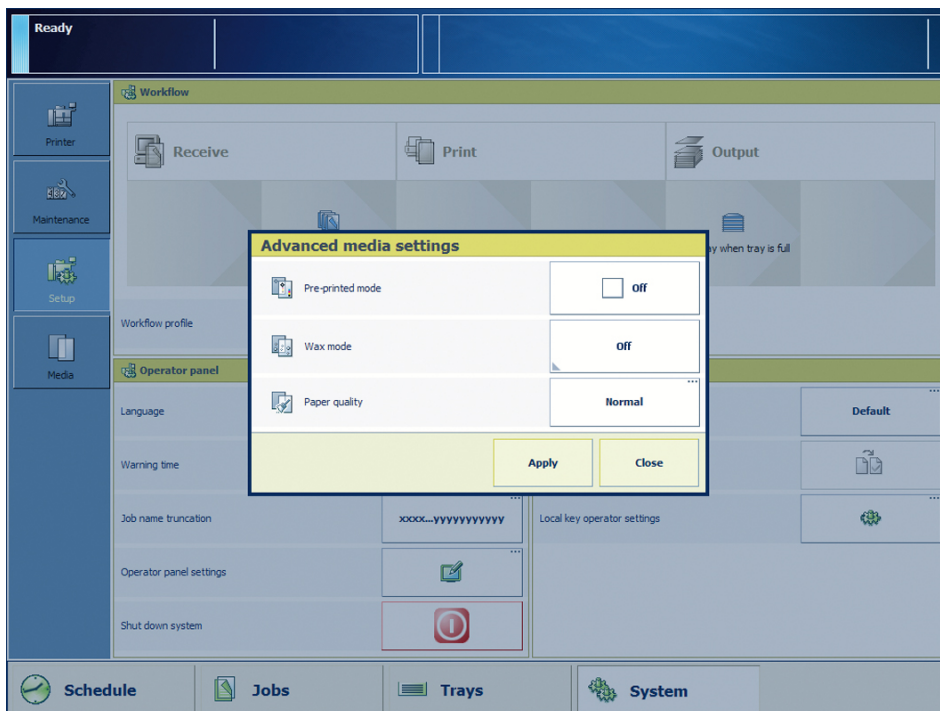 Ready
Printer
Maintenance
Setup
Media
Workflow
Receive
Print
Output
ay when tray is full
Workflow profile
Advanced media settings
Pre-printed mode
Off
Wax mode
Off
Paper quality
Normal
Apply
Close
Operator panel
Language
Default
Warning time
Job name truncation
xxxx...yyyyyyyyyyy
Local key operator settings
Operator panel settings
Shut down system
Schedule
Jobs
Trays
System